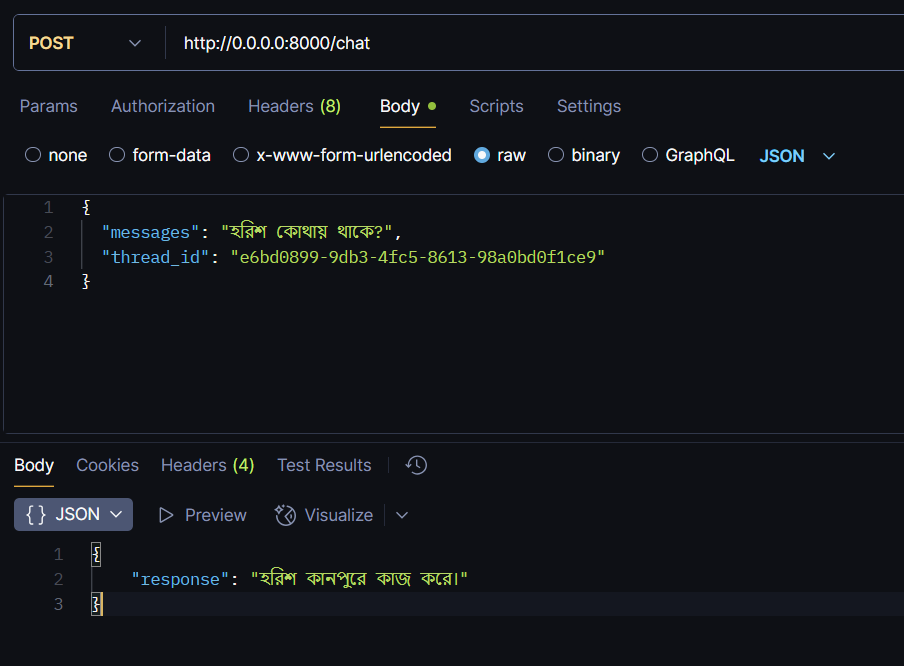 POST http://0.0.0.0:8000/chat
Params Authorization Headers (8) Body Scripts Settings
none form-data x-www-form-urlencoded raw binary GraphQL JSON
1 {
2 "messages": "হরিশ কোথায় থাকে?",
3 "thread_id": "e6bd0899-9db3-4fc5-8613-98a0bd0f1ce9"
4 }
Body Cookies Headers (4) Test Results
{ } JSON Preview Visualize
1 {
2 "response": "হরিশ কানপুরে কাজ করে।"
3 }